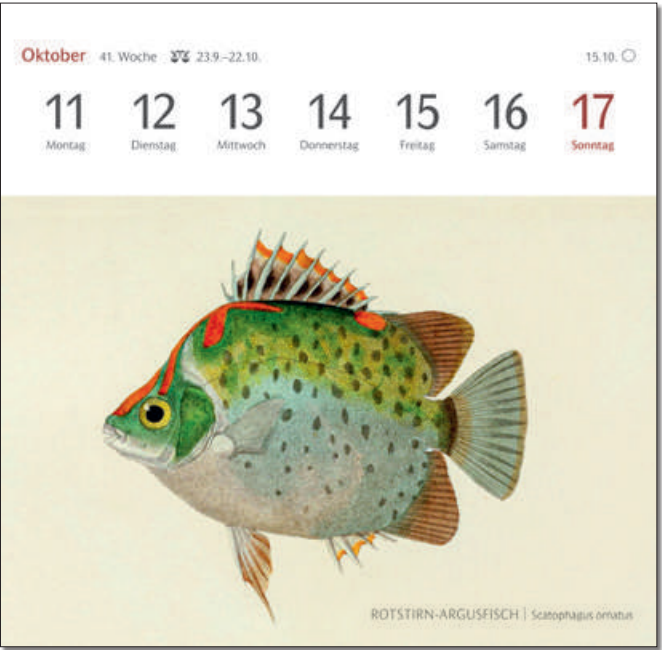 Oktober 41. Woche 23.9.–22.10. 15.10.
11 12 13 14 15 16 17
Montag Dienstag Mittwoch Donnerstag Freitag Samstag Sonntag
ROTSTIRN-ARGUSFISCH | Scatophagus ornatus